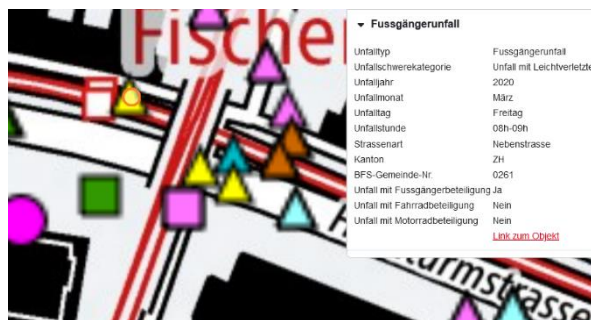 Fischer
Fussgängerunfall
Unfalltyp Fussgängerunfall
Unfallschwerekategorie Unfall mit Leichtverletzte
Unfalljahr 2020
Unfallmonat März
Unfalltag Freitag
Unfallstunde 08h-09h
Strassenart Nebenstrasse
Kanton ZH
BFS-Gemeinde-Nr. 0261
Unfall mit Fussgängerbeteiligung Ja
Unfall mit Fahrradbeteiligung Nein
Unfall mit Motorradbeteiligung Nein
Link zum Objekt